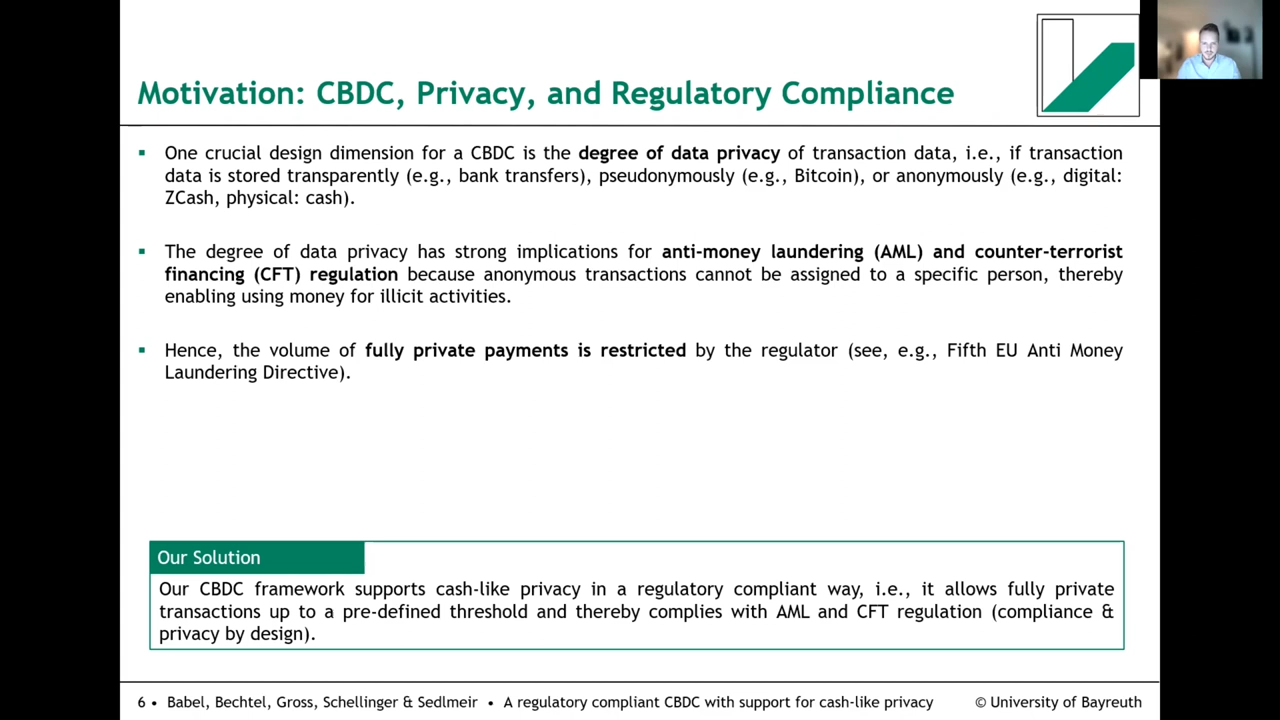 Motivation: CBDC, Privacy, and Regulatory Compliance
▪ One crucial design dimension for a CBDC is the degree of data privacy of transaction data, i.e., if transaction
data is stored transparently (e.g., bank transfers), pseudonymously (e.g., Bitcoin), or anonymously (e.g., digital:
ZCash, physical: cash).
▪ The degree of data privacy has strong implications for anti-money laundering (AML) and counter-terrorist
financing (CFT) regulation because anonymous transactions cannot be assigned to a specific person, thereby
enabling using money for illicit activities.
▪ Hence, the volume of fully private payments is restricted by the regulator (see, e.g., Fifth EU Anti Money
Laundering Directive).
Our Solution
Our CBDC framework supports cash-like privacy in a regulatory compliant way, i.e., it allows fully private
transactions up to a pre-defined threshold and thereby complies with AML and CFT regulation (compliance &
privacy by design).
6 • Babel, Bechtel, Gross, Schellinger & Sedlmeir • A regulatory compliant CBDC with support for cash-like privacy © University of Bayreuth